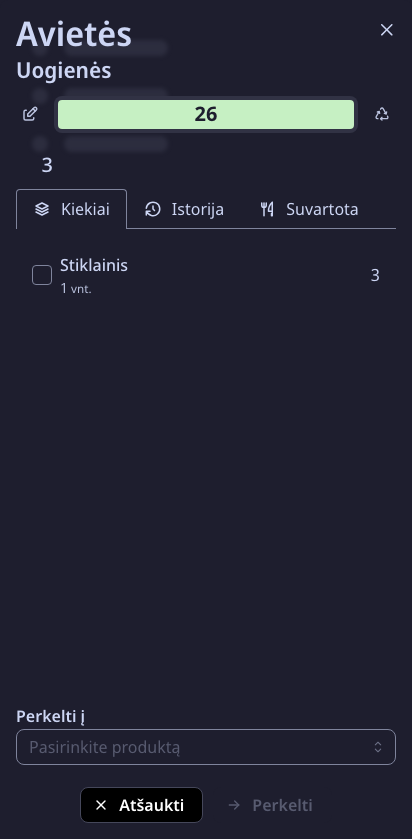 Avietės
Uogienės
26
3
Kiekiai Istorija Suvartota
Stiklainis 3
1 vnt.
Perkelti į
Pasirinkite produktą
Atšaukti Perkelti